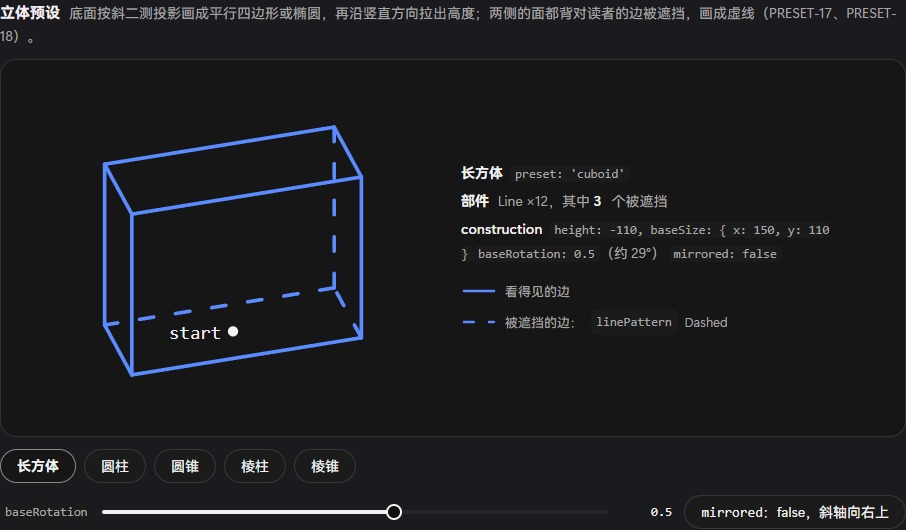 立体预设 底面按斜二测投影画成平行四边形或椭圆，再沿竖直方向拉出高度；两侧的面都背对读者的边被遮挡，画成虚线（PRESET-17、PRESET-
18）。
start
长方体 preset: 'cuboid'
部件 Line ×12，其中 3 个被遮挡
construction height: -110, baseSize: { x: 150, y: 110
} baseRotation: 0.5 （约 29°） mirrored: false
看得见的边
被遮挡的边： linePattern Dashed
长方体 圆柱 圆锥 棱柱 棱锥
baseRotation 0.5 mirrored: false，斜轴向右上